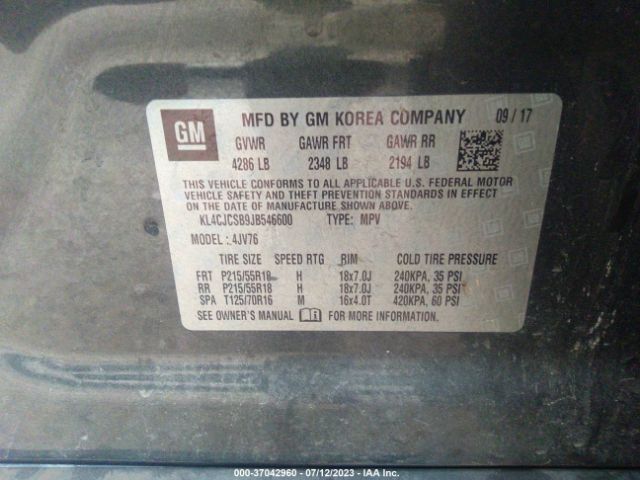 GM
MFD BY GM KOREA COMPANY 09 / 17
GVWR GAWR FRT GAWR RR
4286 LB 2348 LB 2194 LB
THIS VEHICLE CONFORMS TO ALL APPLICABLE U.S. FEDERAL MOTOR
VEHICLE SAFETY AND THEFT PREVENTION STANDARDS IN EFFECT
ON THE DATE OF MANUFACTURE SHOWN ABOVE.
KL4CJCSB9JB546600 TYPE: MPV
MODEL : 4JV76
TIRE SIZE SPEED RTG RIM COLD TIRE PRESSURE
FRT P215/55R18 H 18x7.0J 240KPA, 35 PSI
RR P215/55R18 H 18x7.0J 240KPA, 35 PSI
SPA T125/70R16 M 16x4.0T 420KPA, 60 PSI
SEE OWNER'S MANUAL FOR MORE INFORMATION.
000-37042960 - 07/12/2023 - IAA Inc.